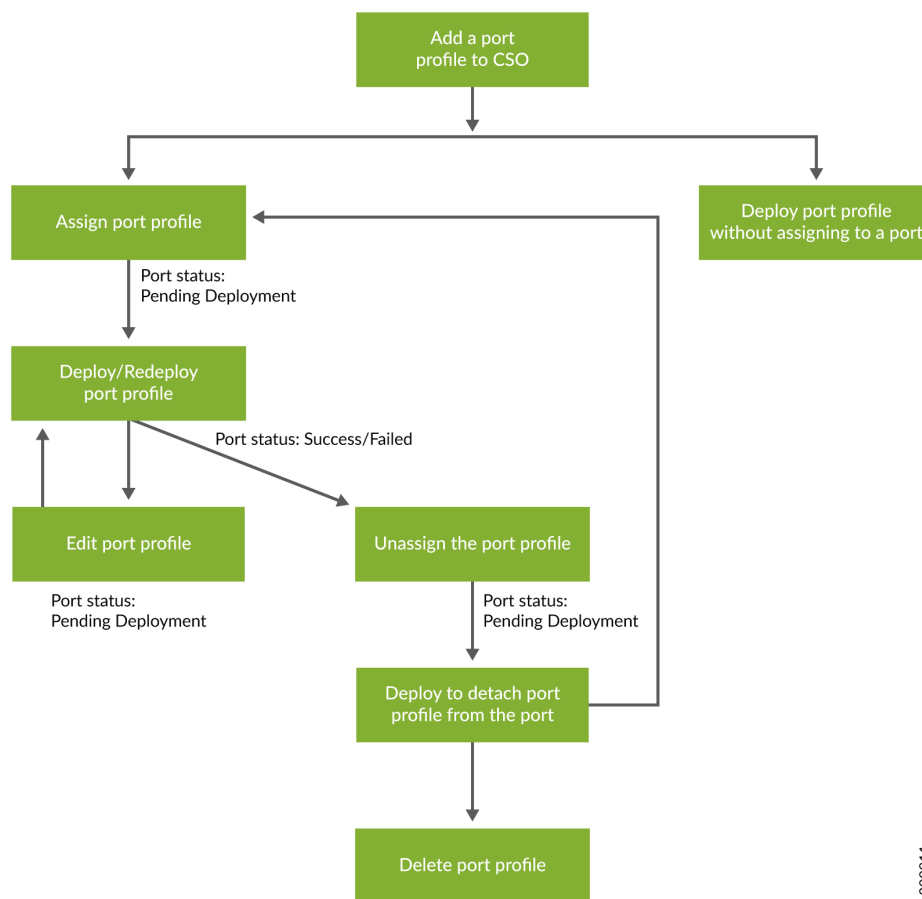 Add a port
profile to CSO
Assign port profile
Deploy port profile
without assigning to a port
Port status:
Pending Deployment
Deploy/Redeploy
port profile
Port status: Success/Failed
Edit port profile
Unassign the port profile
Port status:
Pending Deployment
Port status:
Pending Deployment
Deploy to detach port
profile from the port
Delete port profile